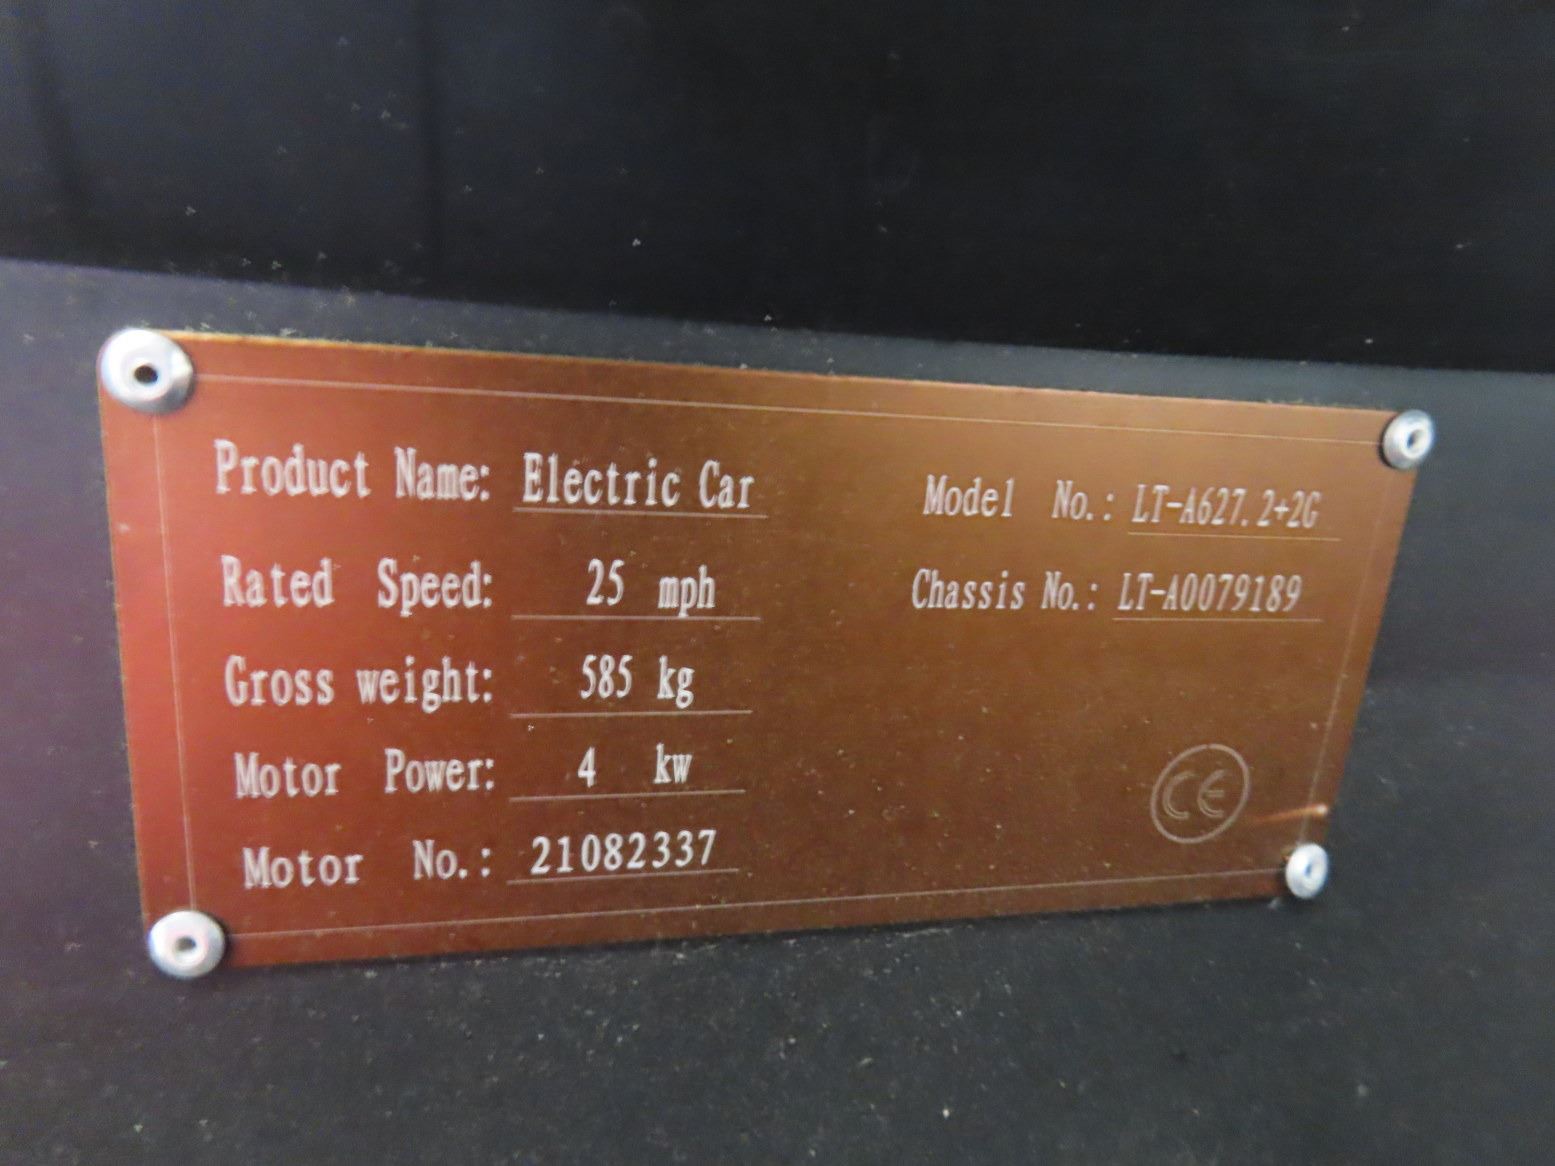 Product Name: Electric Car
Rated Speed: 25 mph
Gross weight: 585 kg
Motor Power: 4 kw
Motor No.: 21082337
Model No.: LT-A627.2+2G
Chassis No.: LT-A0079189
CE